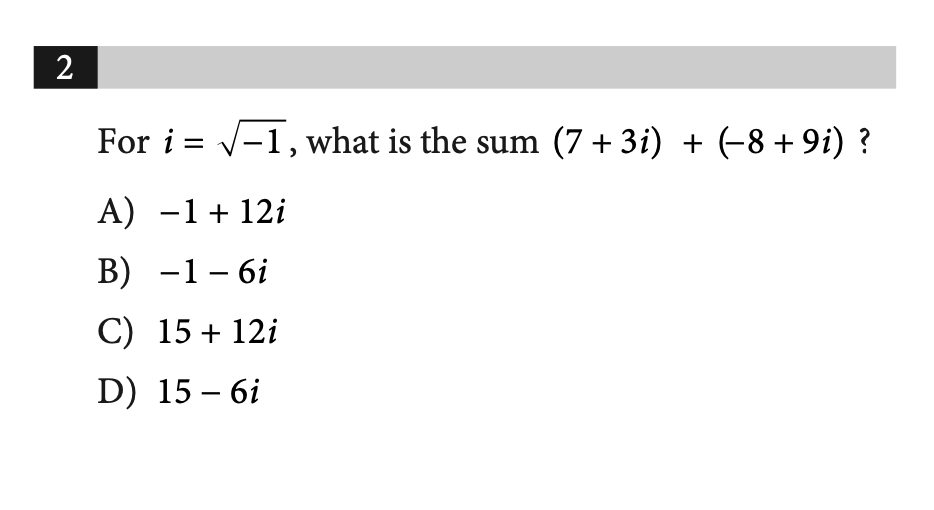 2
For i = √−1, what is the sum (7 + 3i) + (−8 + 9i) ?
A) −1 + 12i
B) −1 − 6i
C) 15 + 12i
D) 15 − 6i